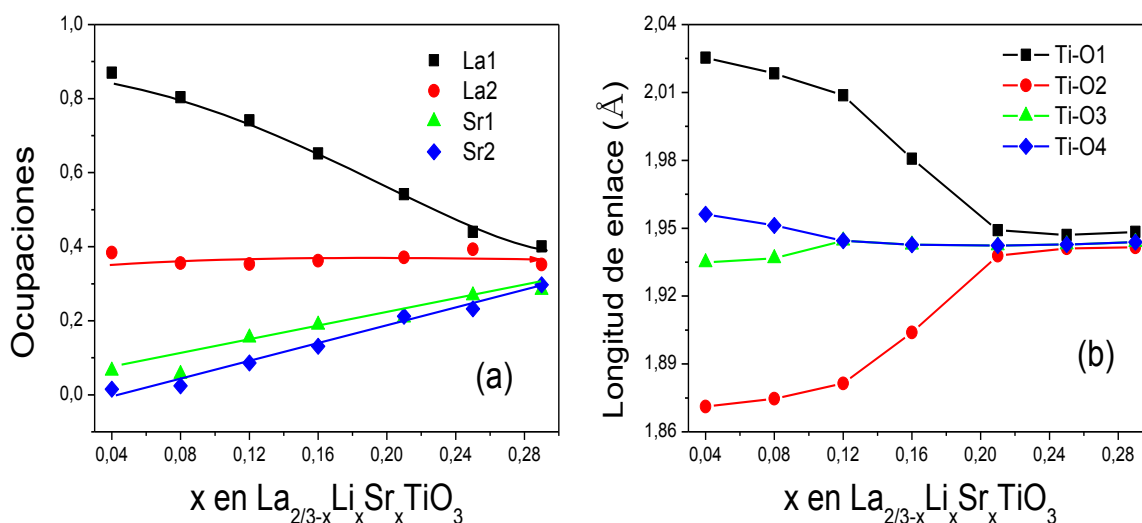 1,0
0,8
0,6
0,4
0,2
0,0
Ocupaciones
La1
La2
Sr1
Sr2
(a)
0,04 0,08 0,12 0,16 0,20 0,24 0,28
x en La2/3-xLixSrxTiO3
2,04
2,01
1,98
1,95
1,92
1,89
1,86
Longitud de enlace (Å)
Ti-O1
Ti-O2
Ti-O3
Ti-O4
(b)
0,04 0,08 0,12 0,16 0,20 0,24 0,28
x en La2/3-xLixSrxTiO3